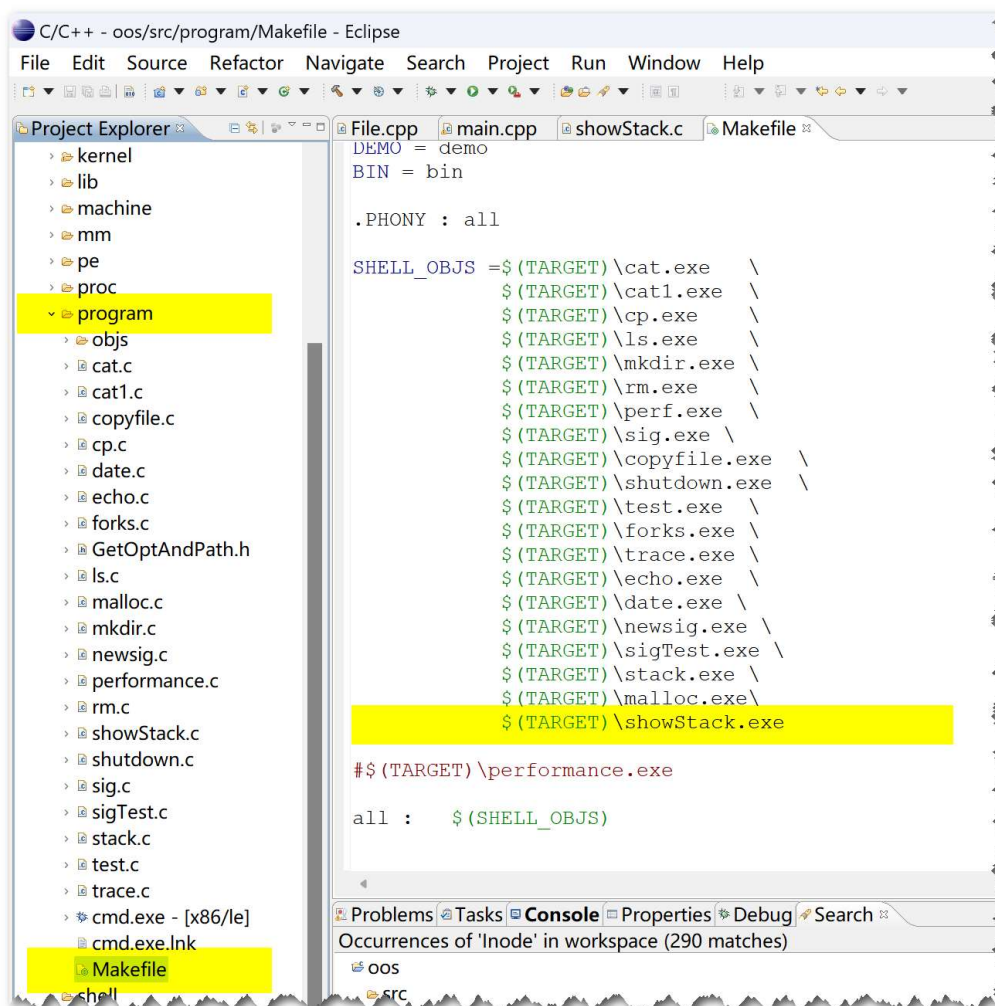 C/C++ - oos/src/program/Makefile - Eclipse
File Edit Source Refactor Navigate Search Project Run Window Help
Project Explorer
kernel
lib
machine
mm
pe
proc
program
objs
cat.c
cat1.c
copyfile.c
cp.c
date.c
echo.c
forks.c
GetOptAndPath.h
ls.c
malloc.c
mkdir.c
newsig.c
performance.c
rm.c
showStack.c
shutdown.c
sig.c
sigTest.c
stack.c
test.c
trace.c
cmd.exe - [x86/le]
cmd.exe.lnk
Makefile
shell
File.cpp main.cpp showStack.c Makefile
DEMO = demo
BIN = bin
.PHONY : all
SHELL_OBJS =$(TARGET)\cat.exe \
$(TARGET)\cat1.exe \
$(TARGET)\cp.exe \
$(TARGET)\ls.exe \
$(TARGET)\mkdir.exe \
$(TARGET)\rm.exe \
$(TARGET)\perf.exe \
$(TARGET)\sig.exe \
$(TARGET)\copyfile.exe \
$(TARGET)\shutdown.exe \
$(TARGET)\test.exe \
$(TARGET)\forks.exe \
$(TARGET)\trace.exe \
$(TARGET)\echo.exe \
$(TARGET)\date.exe \
$(TARGET)\newsig.exe \
$(TARGET)\sigTest.exe \
$(TARGET)\stack.exe \
$(TARGET)\malloc.exe\
$(TARGET)\showStack.exe
#$(TARGET)\performance.exe
all : $(SHELL_OBJS)
Problems Tasks Console Properties Debug Search
Occurrences of 'Inode' in workspace (290 matches)
oos
src